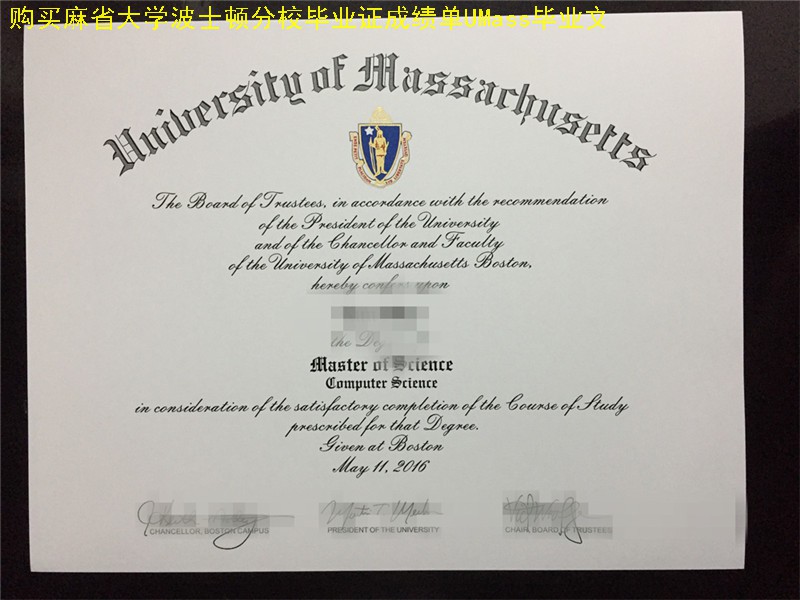 购买麻省大学波士顿分校毕业证成绩单UMass毕业文
University of Massachusetts
The Board of Trustees, in accordance with the recommendation
of the President of the University
and of the Chancellor and Faculty
of the University of Massachusetts Boston,
hereby confers upon
the
Master of Science
Computer Science
in consideration of the satisfactory completion of the Course of Study
prescribed for that Degree.
Given at Boston
May 11, 2016
CHANCELLOR, BOSTON CAMPUS
PRESIDENT OF THE UNIVERSITY
CHAIR, BOARD OF TRUSTEES